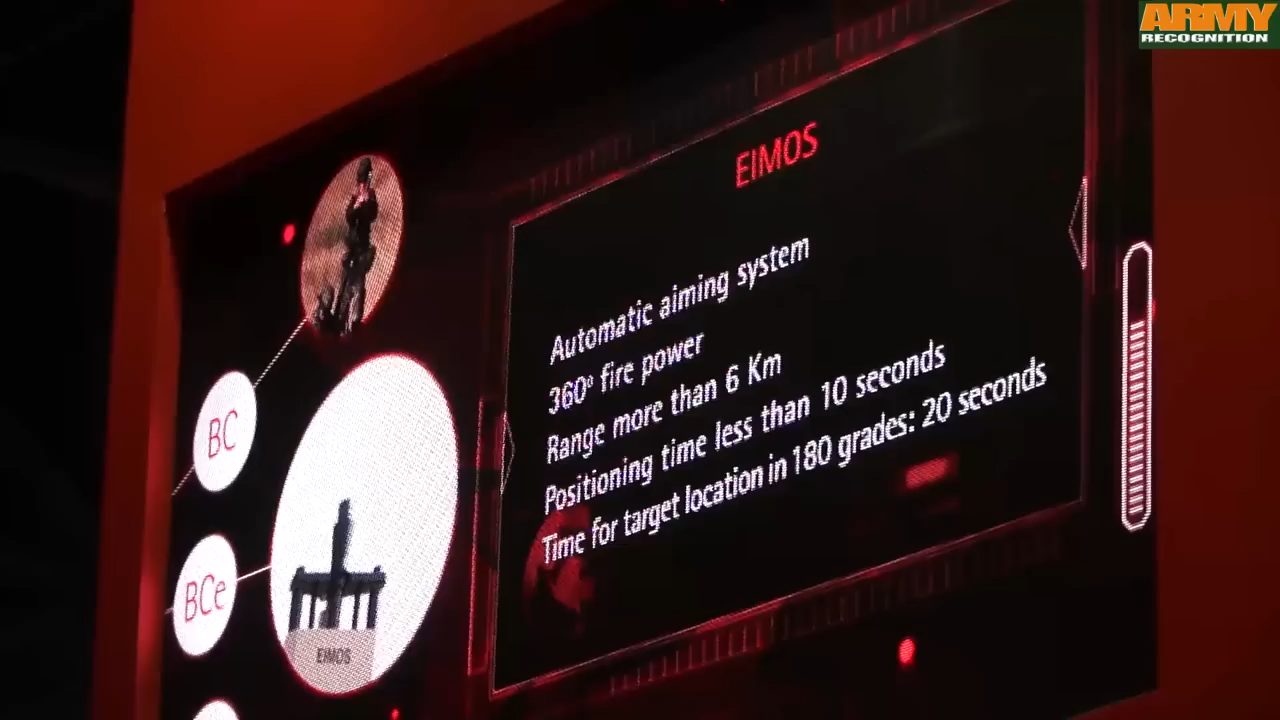 ARMY
RECOGNITION
EIMOS
Automatic aiming system
360º fire power
Range more than 6 Km
Positioning time less than 10 seconds
Time for target location in 180 grades: 20 seconds
BC
BCe
EIMOS